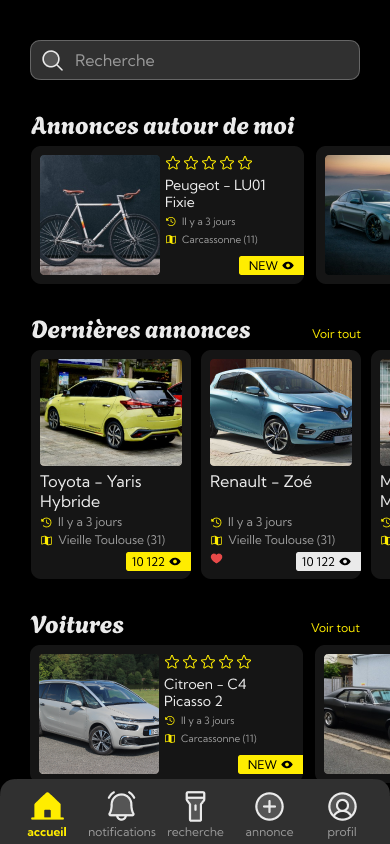 Recherche
Annonces autour de moi
Peugeot - LU01
Fixie
Il y a 3 jours
Carcassonne (11)
NEW
Dernières annonces
Voir tout
Toyota - Yaris
Hybride
Il y a 3 jours
Vieille Toulouse (31)
10 122
Renault - Zoé
Il y a 3 jours
Vieille Toulouse (31)
10 122
M
M
Voitures
Voir tout
Citroen - C4
Picasso 2
Il y a 3 jours
Carcassonne (11)
NEW
accueil
notifications
recherche
annonce
profil